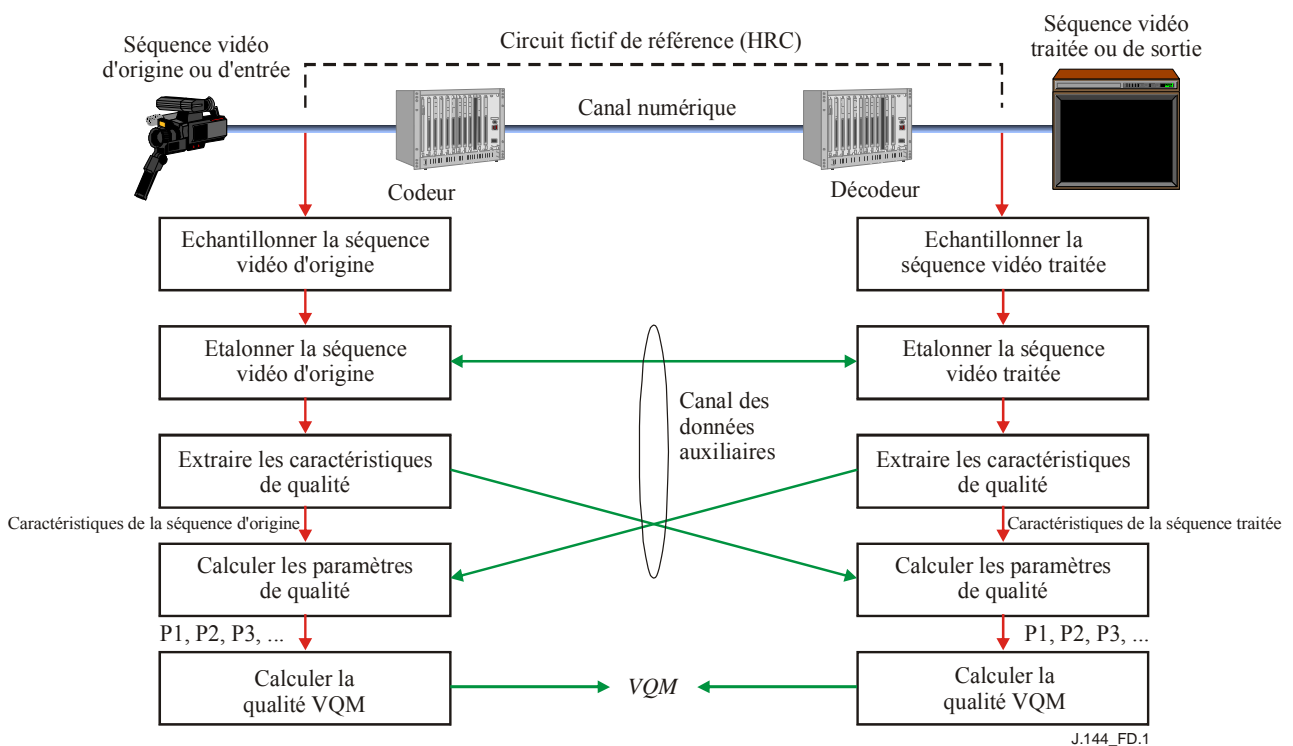 Séquence vidéo
d'origine ou d'entrée
Circuit fictif de référence (HRC)
Séquence vidéo
traitée ou de sortie
Canal numérique
Codeur
Décodeur
Echantillonner la séquence
vidéo d'origine
Echantillonner la
séquence vidéo traitée
Etalonner la séquence
vidéo d'origine
Etalonner la séquence
vidéo traitée
Canal des
données
auxiliaires
Extraire les caractéristiques
de qualité
Extraire les caractéristiques
de qualité
Caractéristiques de la séquence d'origine
Caractéristiques de la séquence traitée
Calculer les paramètres
de qualité
Calculer les paramètres
de qualité
P1, P2, P3, ...
P1, P2, P3, ...
Calculer la
qualité VQM
VQM
Calculer la
qualité VQM
J.144_FD.1